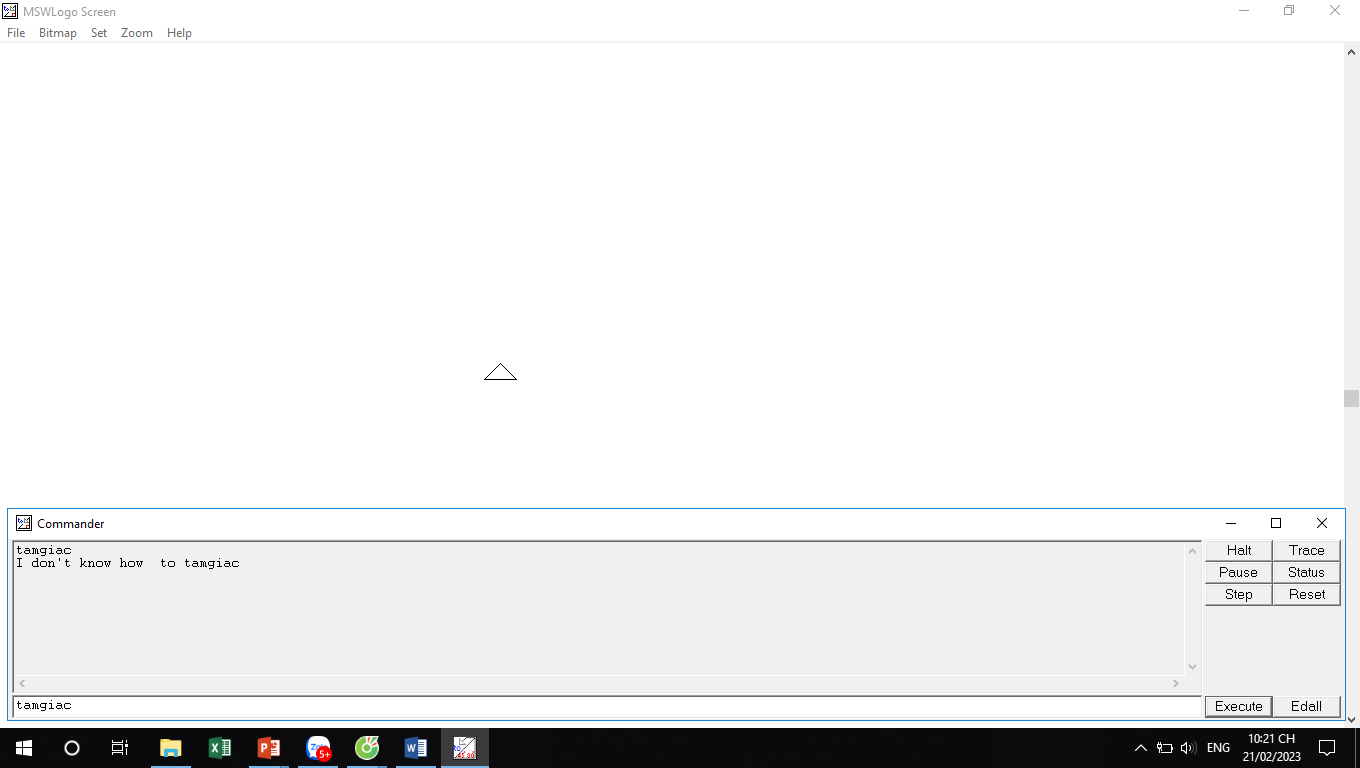 MSWLogo Screen
File Bitmap Set Zoom Help
Commander
tamgiac
I don't know how  to tamgiac
Halt Trace
Pause Status
Step Reset
tamgiac
Execute Edall
5+
ENG
10:21 CH
21/02/2023